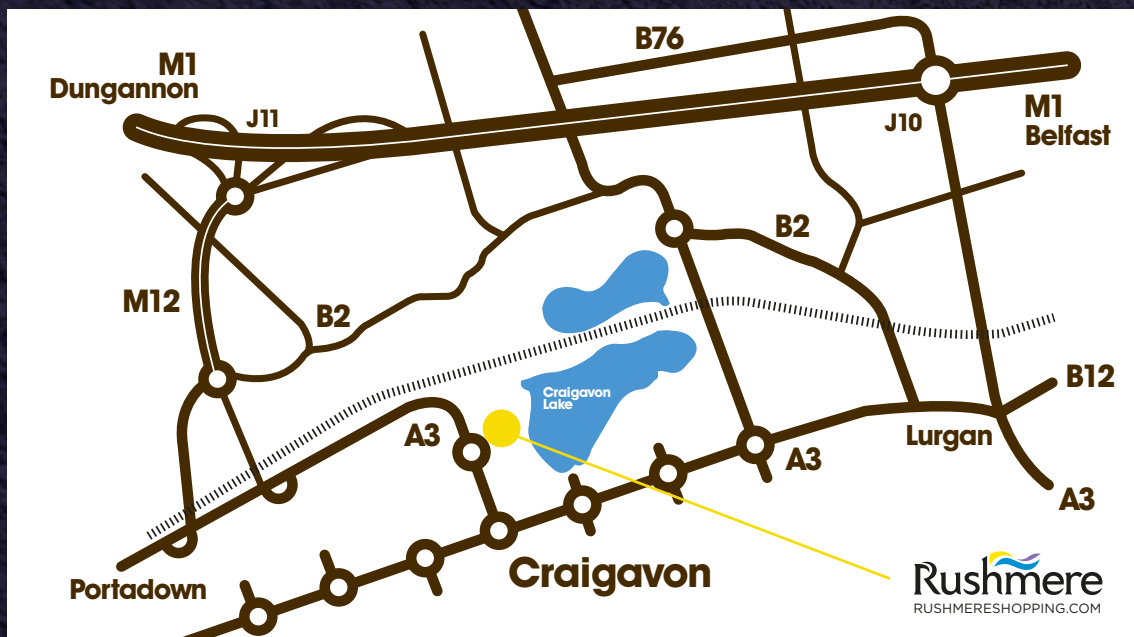 B76
M1
Dungannon
J11
J10
M1
Belfast
B2
M12
B2
Craigavon
Lake
B12
A3
Lurgan
A3
A3
Craigavon
Portadown
Rushmere
RUSHMERESHOPPING.COM